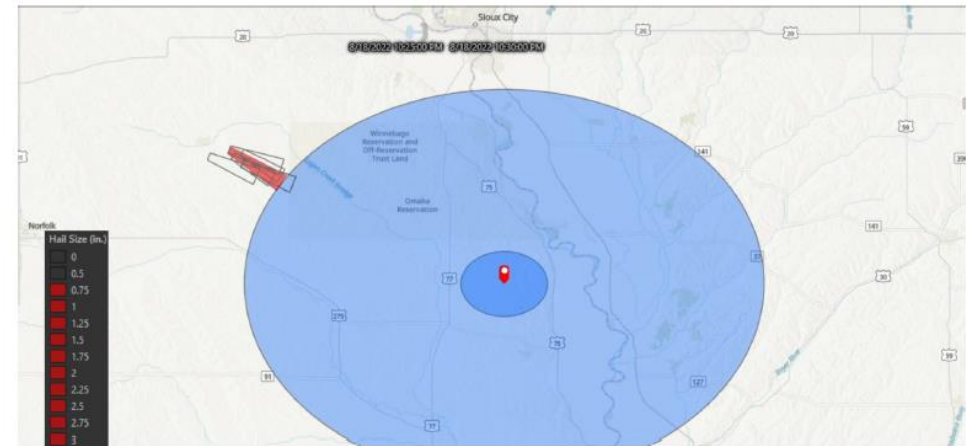 Sioux City
20
20
20
8/18/2022 10:25:00 PM 8/18/2022 10:30:00 PM
59
141
Winnebago
Reservation and
Off-Reservation
Trust Land
75
Omaha
Reservation
Norfolk
141
37
77
30
275
75
39
91
127
77
Hail Size (in.)
0
0.5
0.75
1
1.25
1.5
1.75
2
2.25
2.5
2.75
3